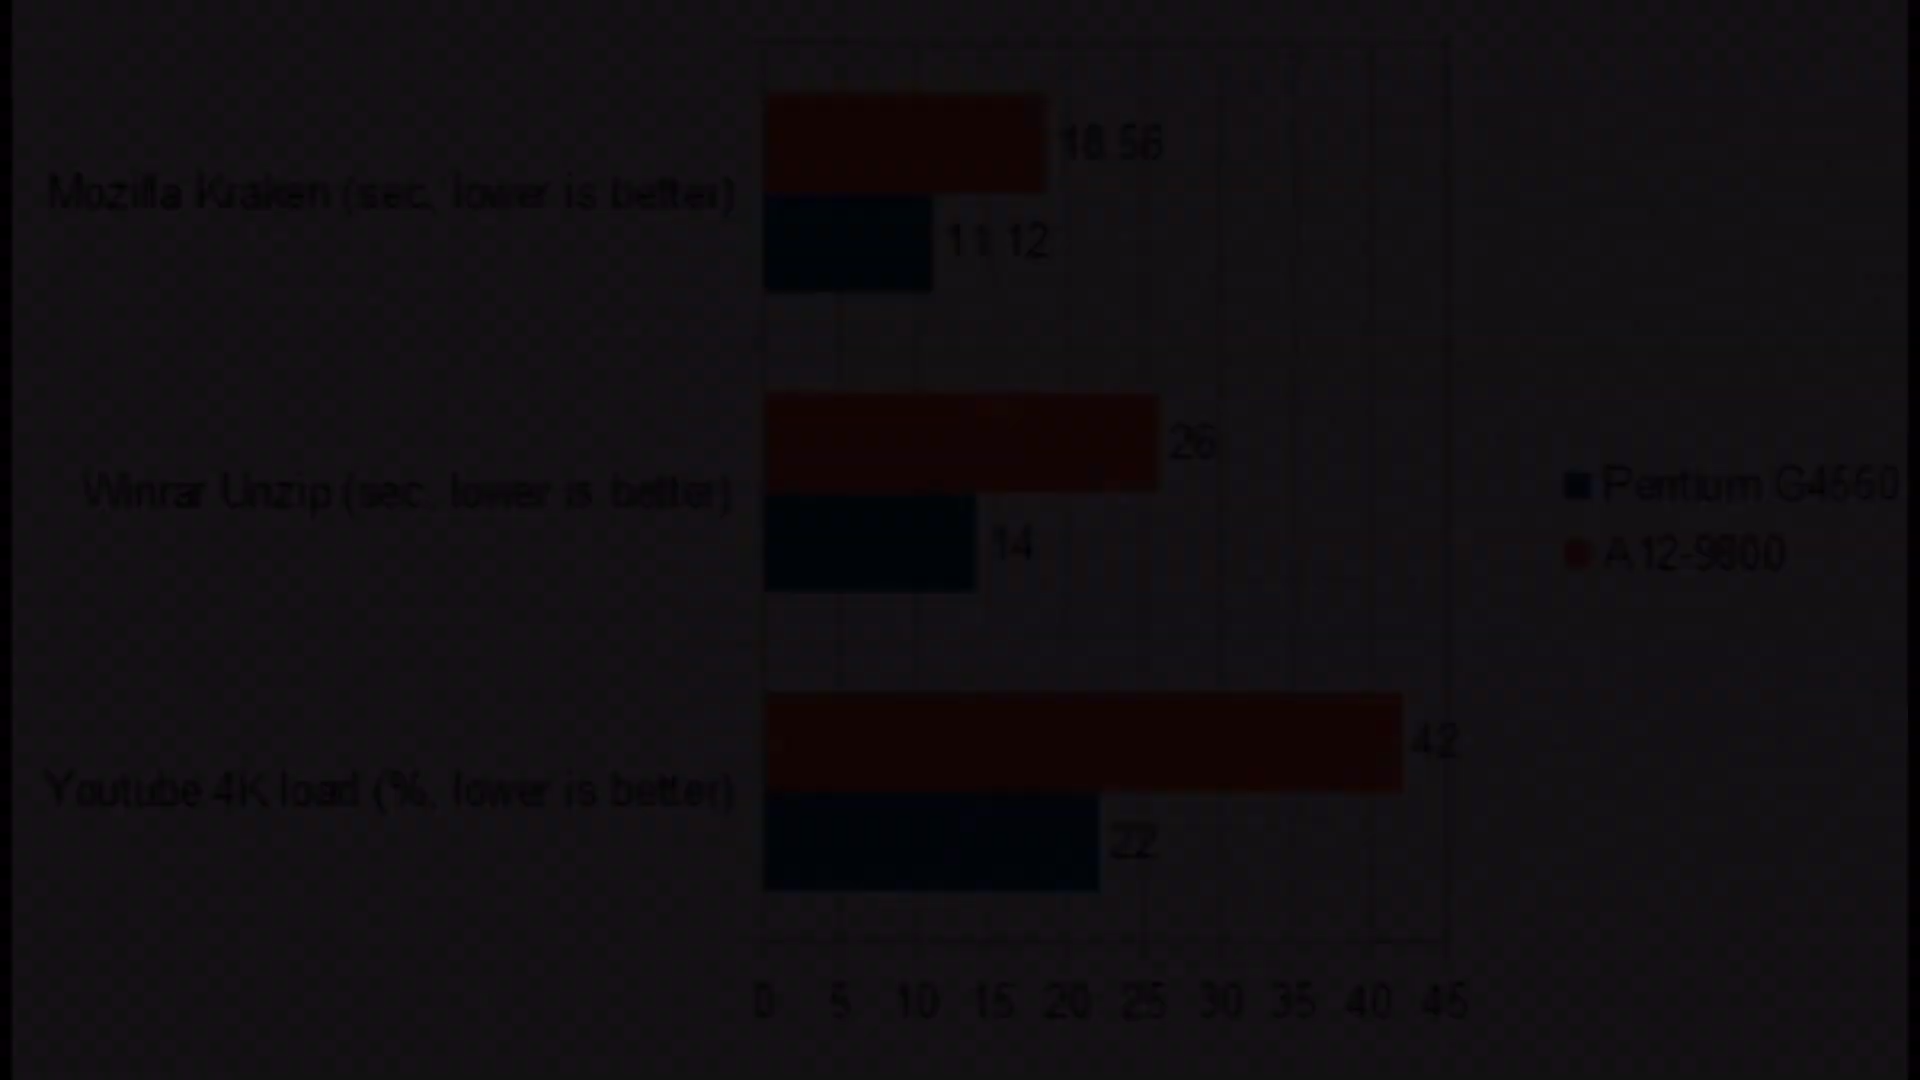 18.56
Mozilla Kraken (sec, lower is better)
11.12
26
Winrar Unzip (sec. lower is better)
14
Pentium G4560
A12-9800
42
Youtube 4K load (%, lower is better)
22
0 5 10 15 20 25 30 35 40 45